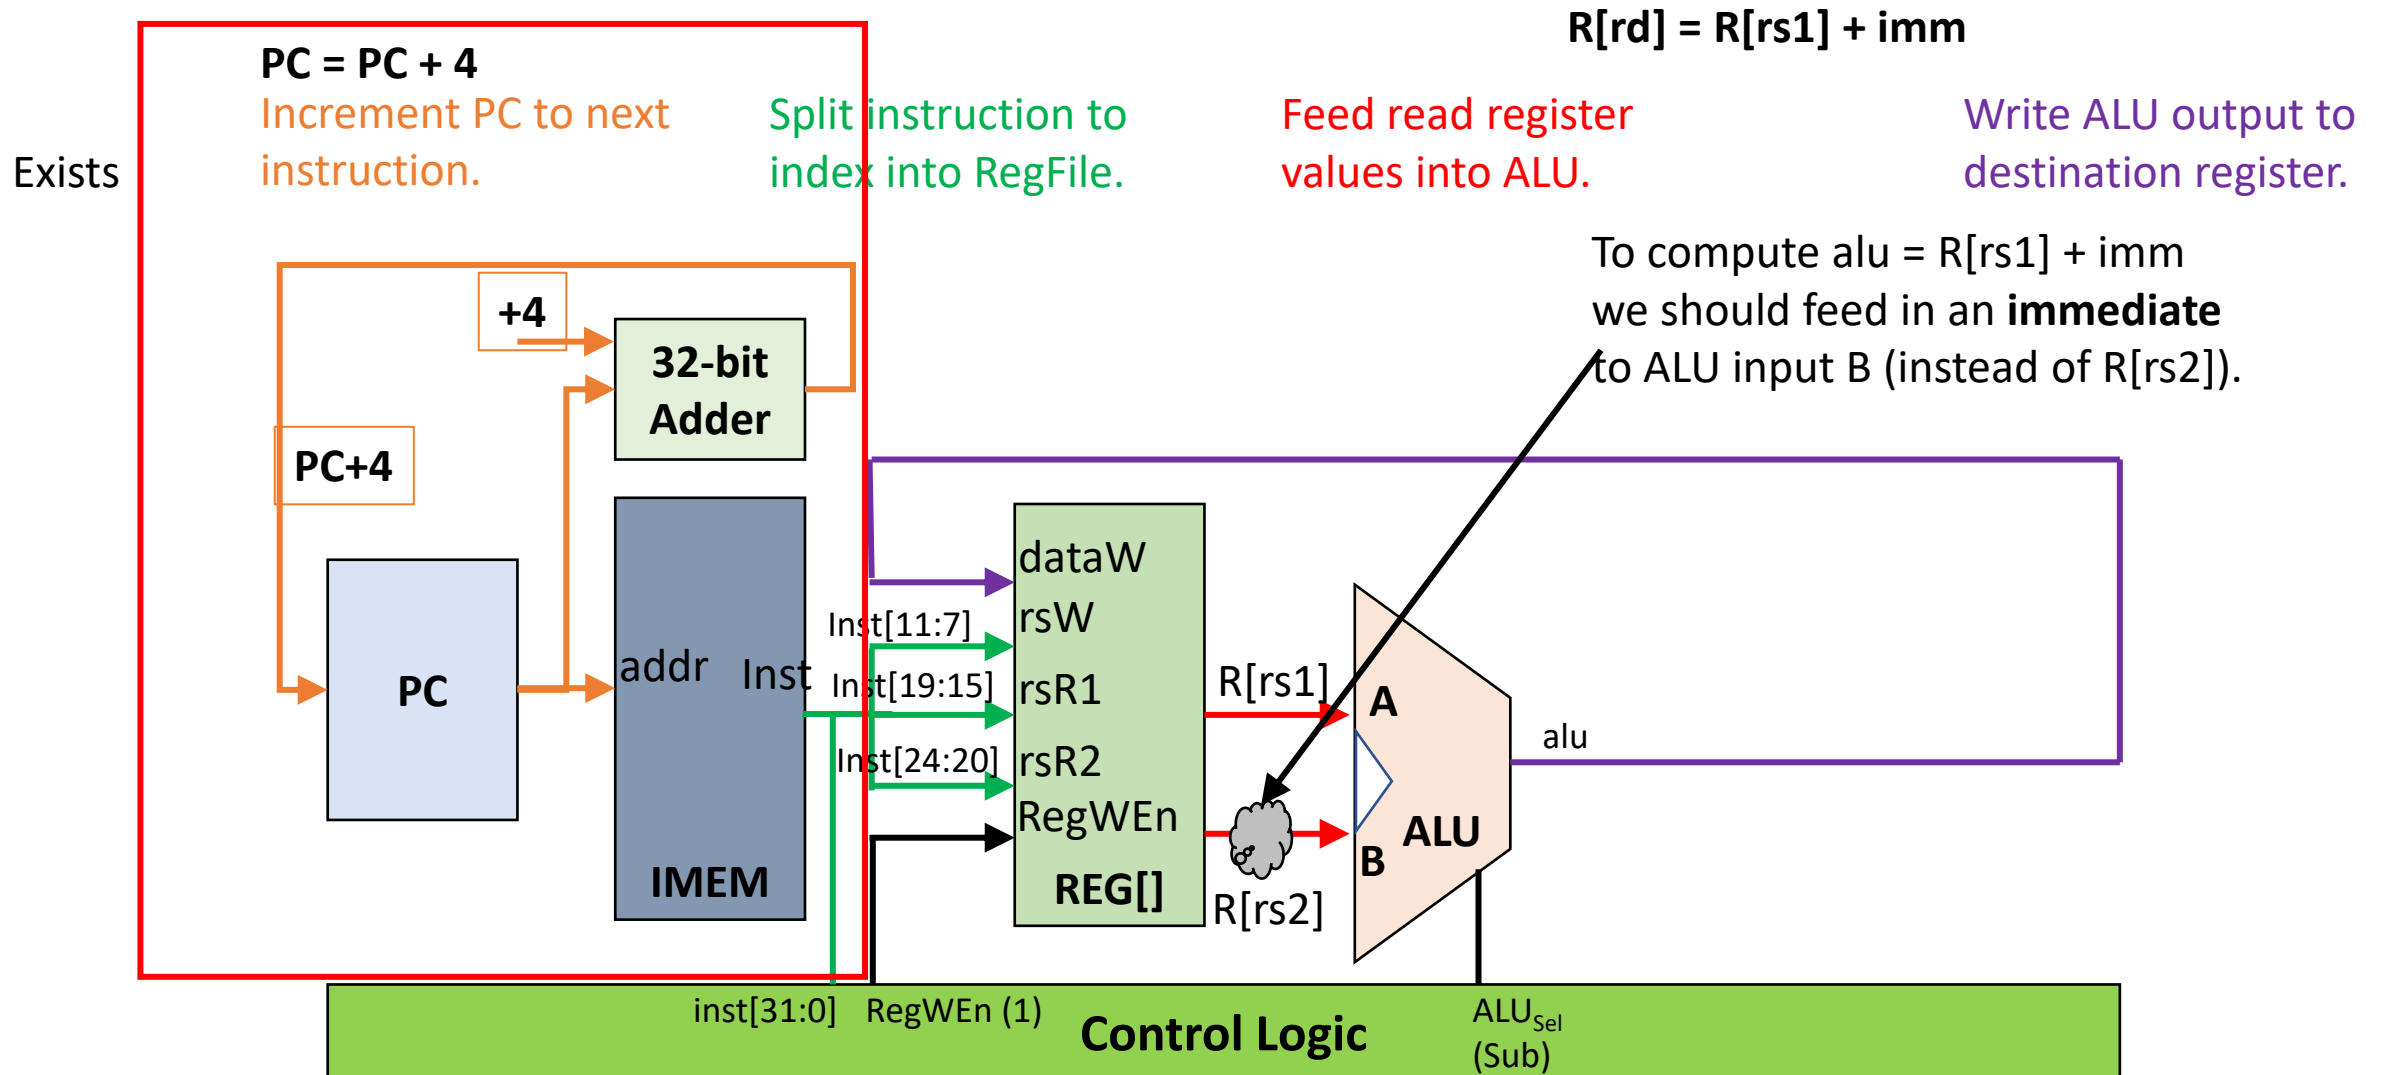 R[rd] = R[rs1] + imm
PC = PC + 4
Increment PC to next
instruction.
Split instruction to
index into RegFile.
Feed read register
values into ALU.
Write ALU output to
destination register.
Exists
To compute alu = R[rs1] + imm
we should feed in an immediate
to ALU input B (instead of R[rs2]).
+4
32-bit
Adder
PC+4
PC
addr
Inst
IMEM
Inst[11:7]
Inst[19:15]
Inst[24:20]
dataW
rsW
rsR1
rsR2
RegWEn
REG[]
R[rs1]
R[rs2]
A
B
ALU
alu
inst[31:0]
RegWEn (1)
Control Logic
ALUSel
(Sub)